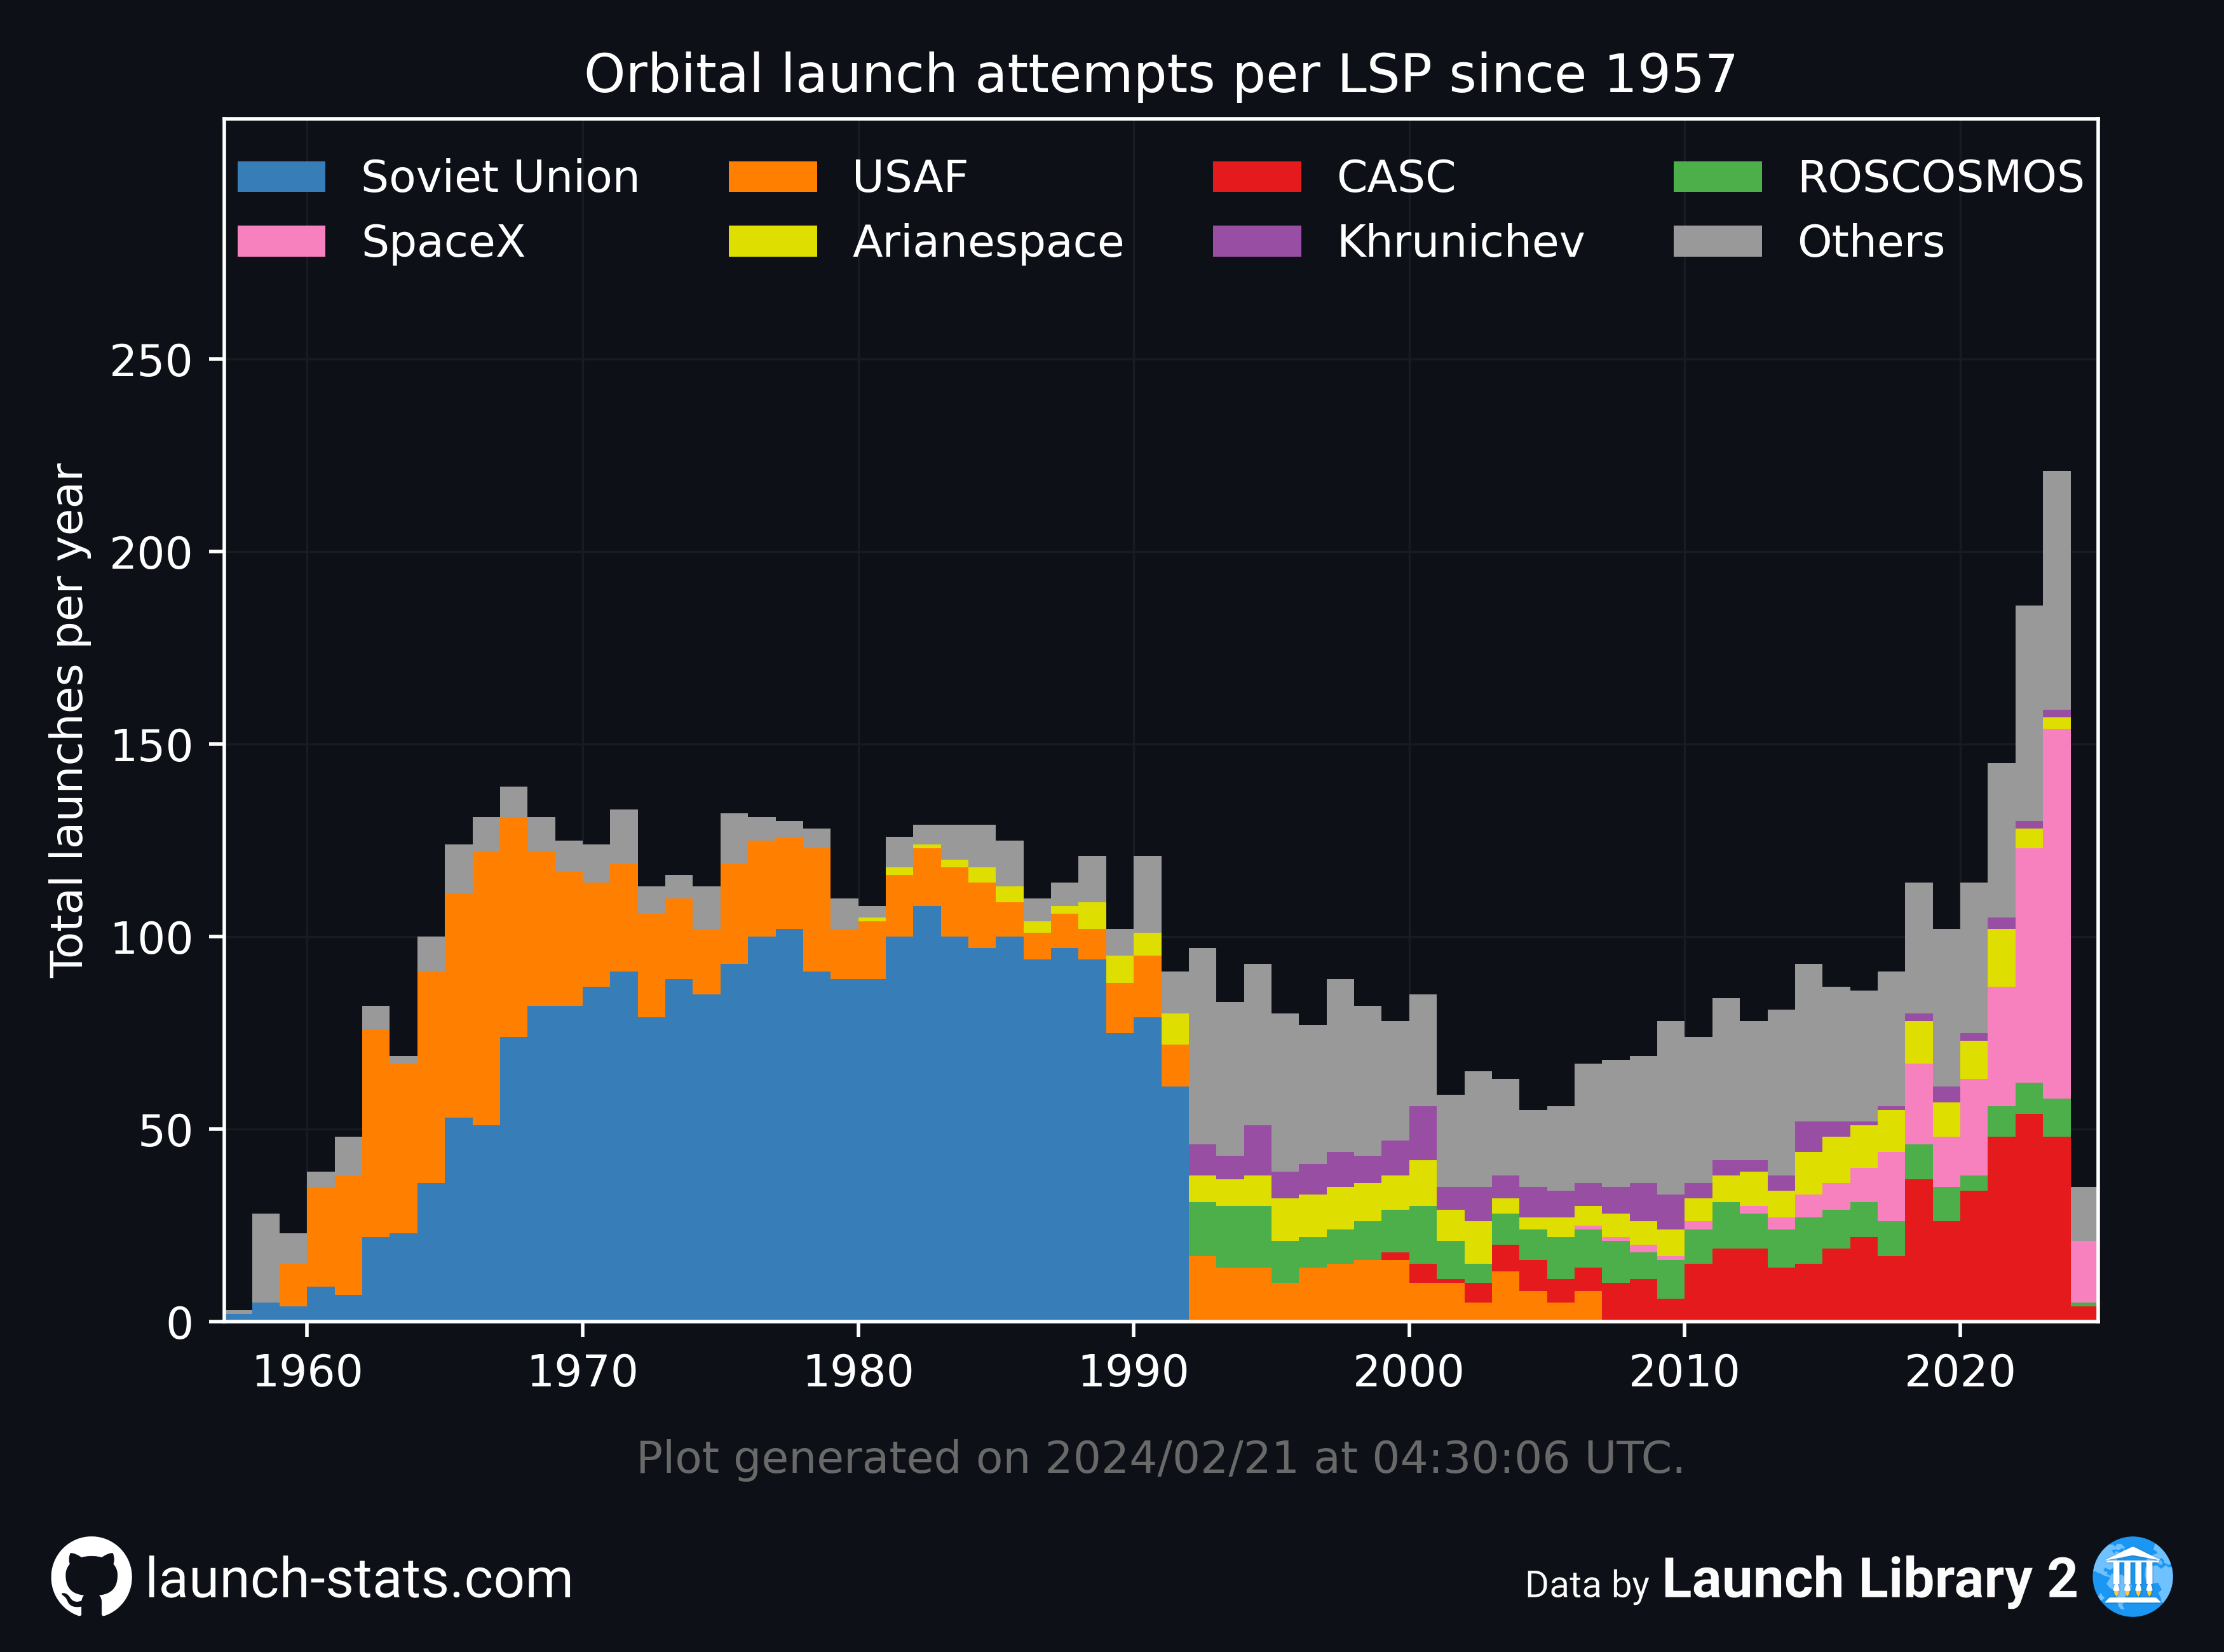 Orbital launch attempts per LSP since 1957
Soviet Union USAF CASC ROSCOSMOS
SpaceX Arianespace Khrunichev Others
Total launches per year
250
200
150
100
50
0
1960 1970 1980 1990 2000 2010 2020
Plot generated on 2024/02/21 at 04:30:06 UTC.
launch-stats.com
Data by Launch Library 2